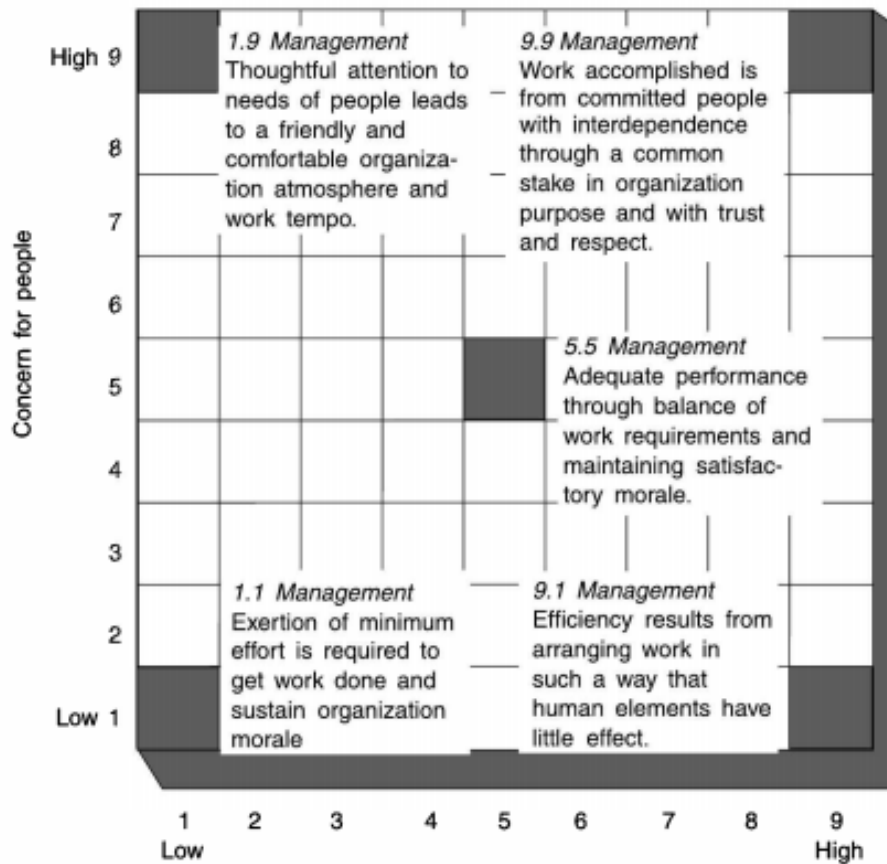 High 9
8
7
6
5
4
3
2
Low 1
Concern for people
1.9 Management
Thoughtful attention to
needs of people leads
to a friendly and
comfortable organiza-
tion atmosphere and
work tempo.
9.9 Management
Work accomplished is
from committed people
with interdependence
through a common
stake in organization
purpose and with trust
and respect.
5.5 Management
Adequate performance
through balance of
work requirements and
maintaining satisfac-
tory morale.
1.1 Management
Exertion of minimum
effort is required to
get work done and
sustain organization
morale
9.1 Management
Efficiency results from
arranging work in
such a way that
human elements have
little effect.
1 2 3 4 5 6 7 8 9
Low High